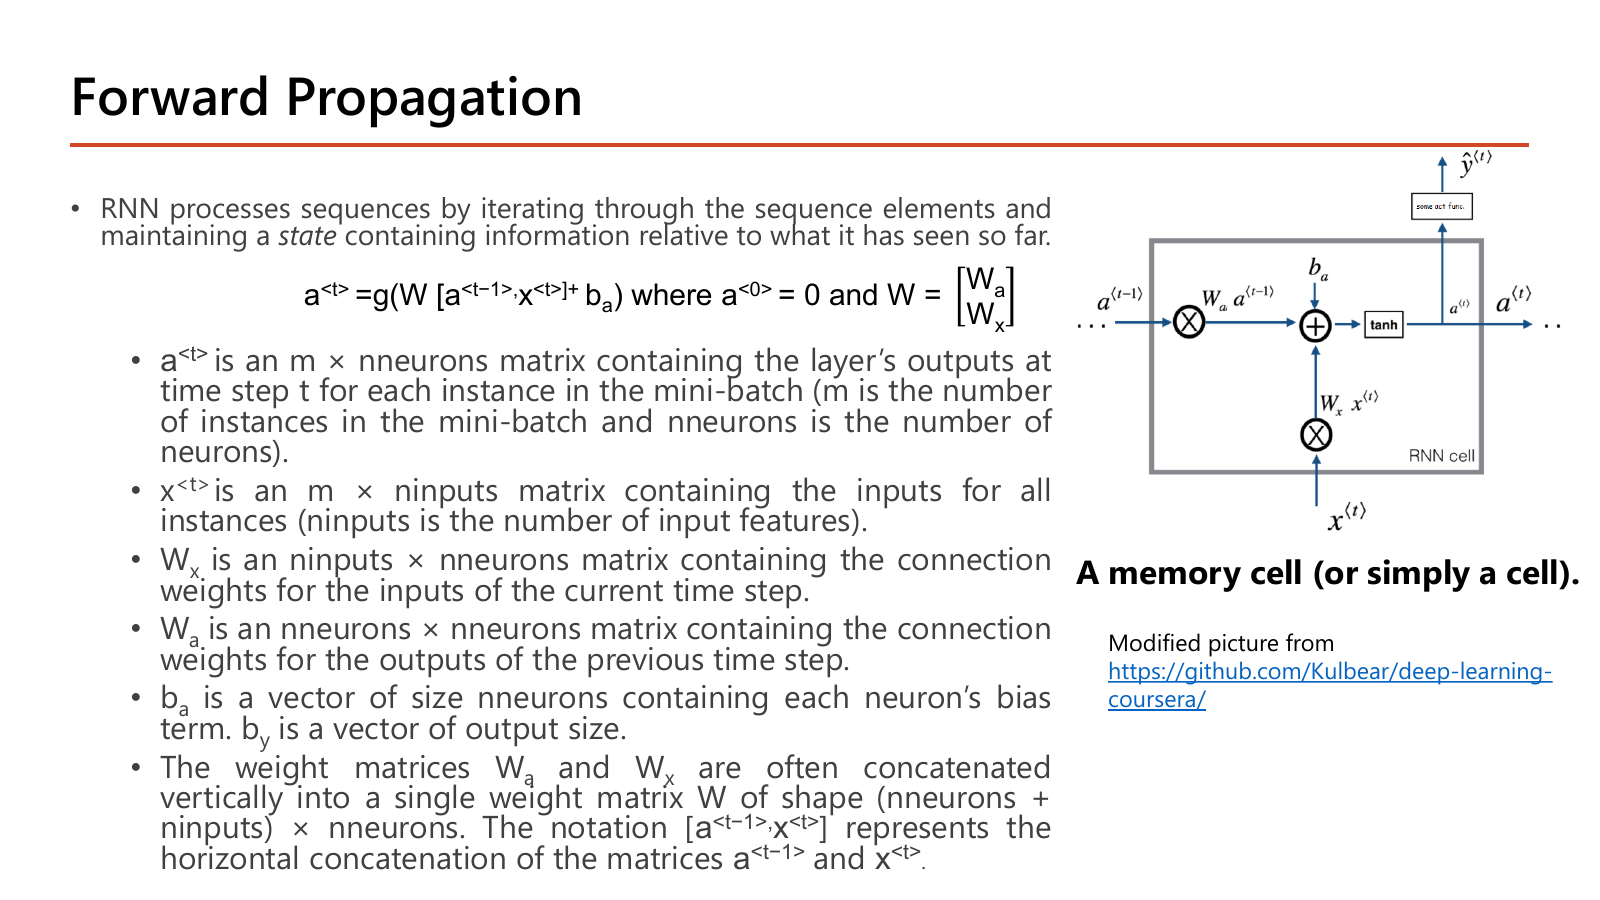 Forward Propagation
• RNN processes sequences by iterating through the sequence elements and
maintaining a state containing information relative to what it has seen so far.
a<t> =g(W [a<t−1>,x<t>]+ ba) where a<0> = 0 and W = [Wa
Wx]
• a<t> is an m × nneurons matrix containing the layer’s outputs at
time step t for each instance in the mini-batch (m is the number
of instances in the mini-batch and nneurons is the number of
neurons).
• x<t> is an m × ninputs matrix containing the inputs for all
instances (ninputs is the number of input features).
• Wx is an ninputs × nneurons matrix containing the connection
weights for the inputs of the current time step.
• Wa is an nneurons × nneurons matrix containing the connection
weights for the outputs of the previous time step.
• ba is a vector of size nneurons containing each neuron’s bias
term. by is a vector of output size.
• The weight matrices Wa and Wx are often concatenated
vertically into a single weight matrix W of shape (nneurons +
ninputs) × nneurons. The notation [a<t−1>,x<t>] represents the
horizontal concatenation of the matrices a<t−1> and x<t>.
ŷ⟨t⟩
some act func.
ba
. . . a⟨t−1⟩
Wa a⟨t−1⟩
tanh
a⟨t⟩
a⟨t⟩ . .
Wx x⟨t⟩
RNN cell
x⟨t⟩
A memory cell (or simply a cell).
Modified picture from
https://github.com/Kulbear/deep-learning-
coursera/